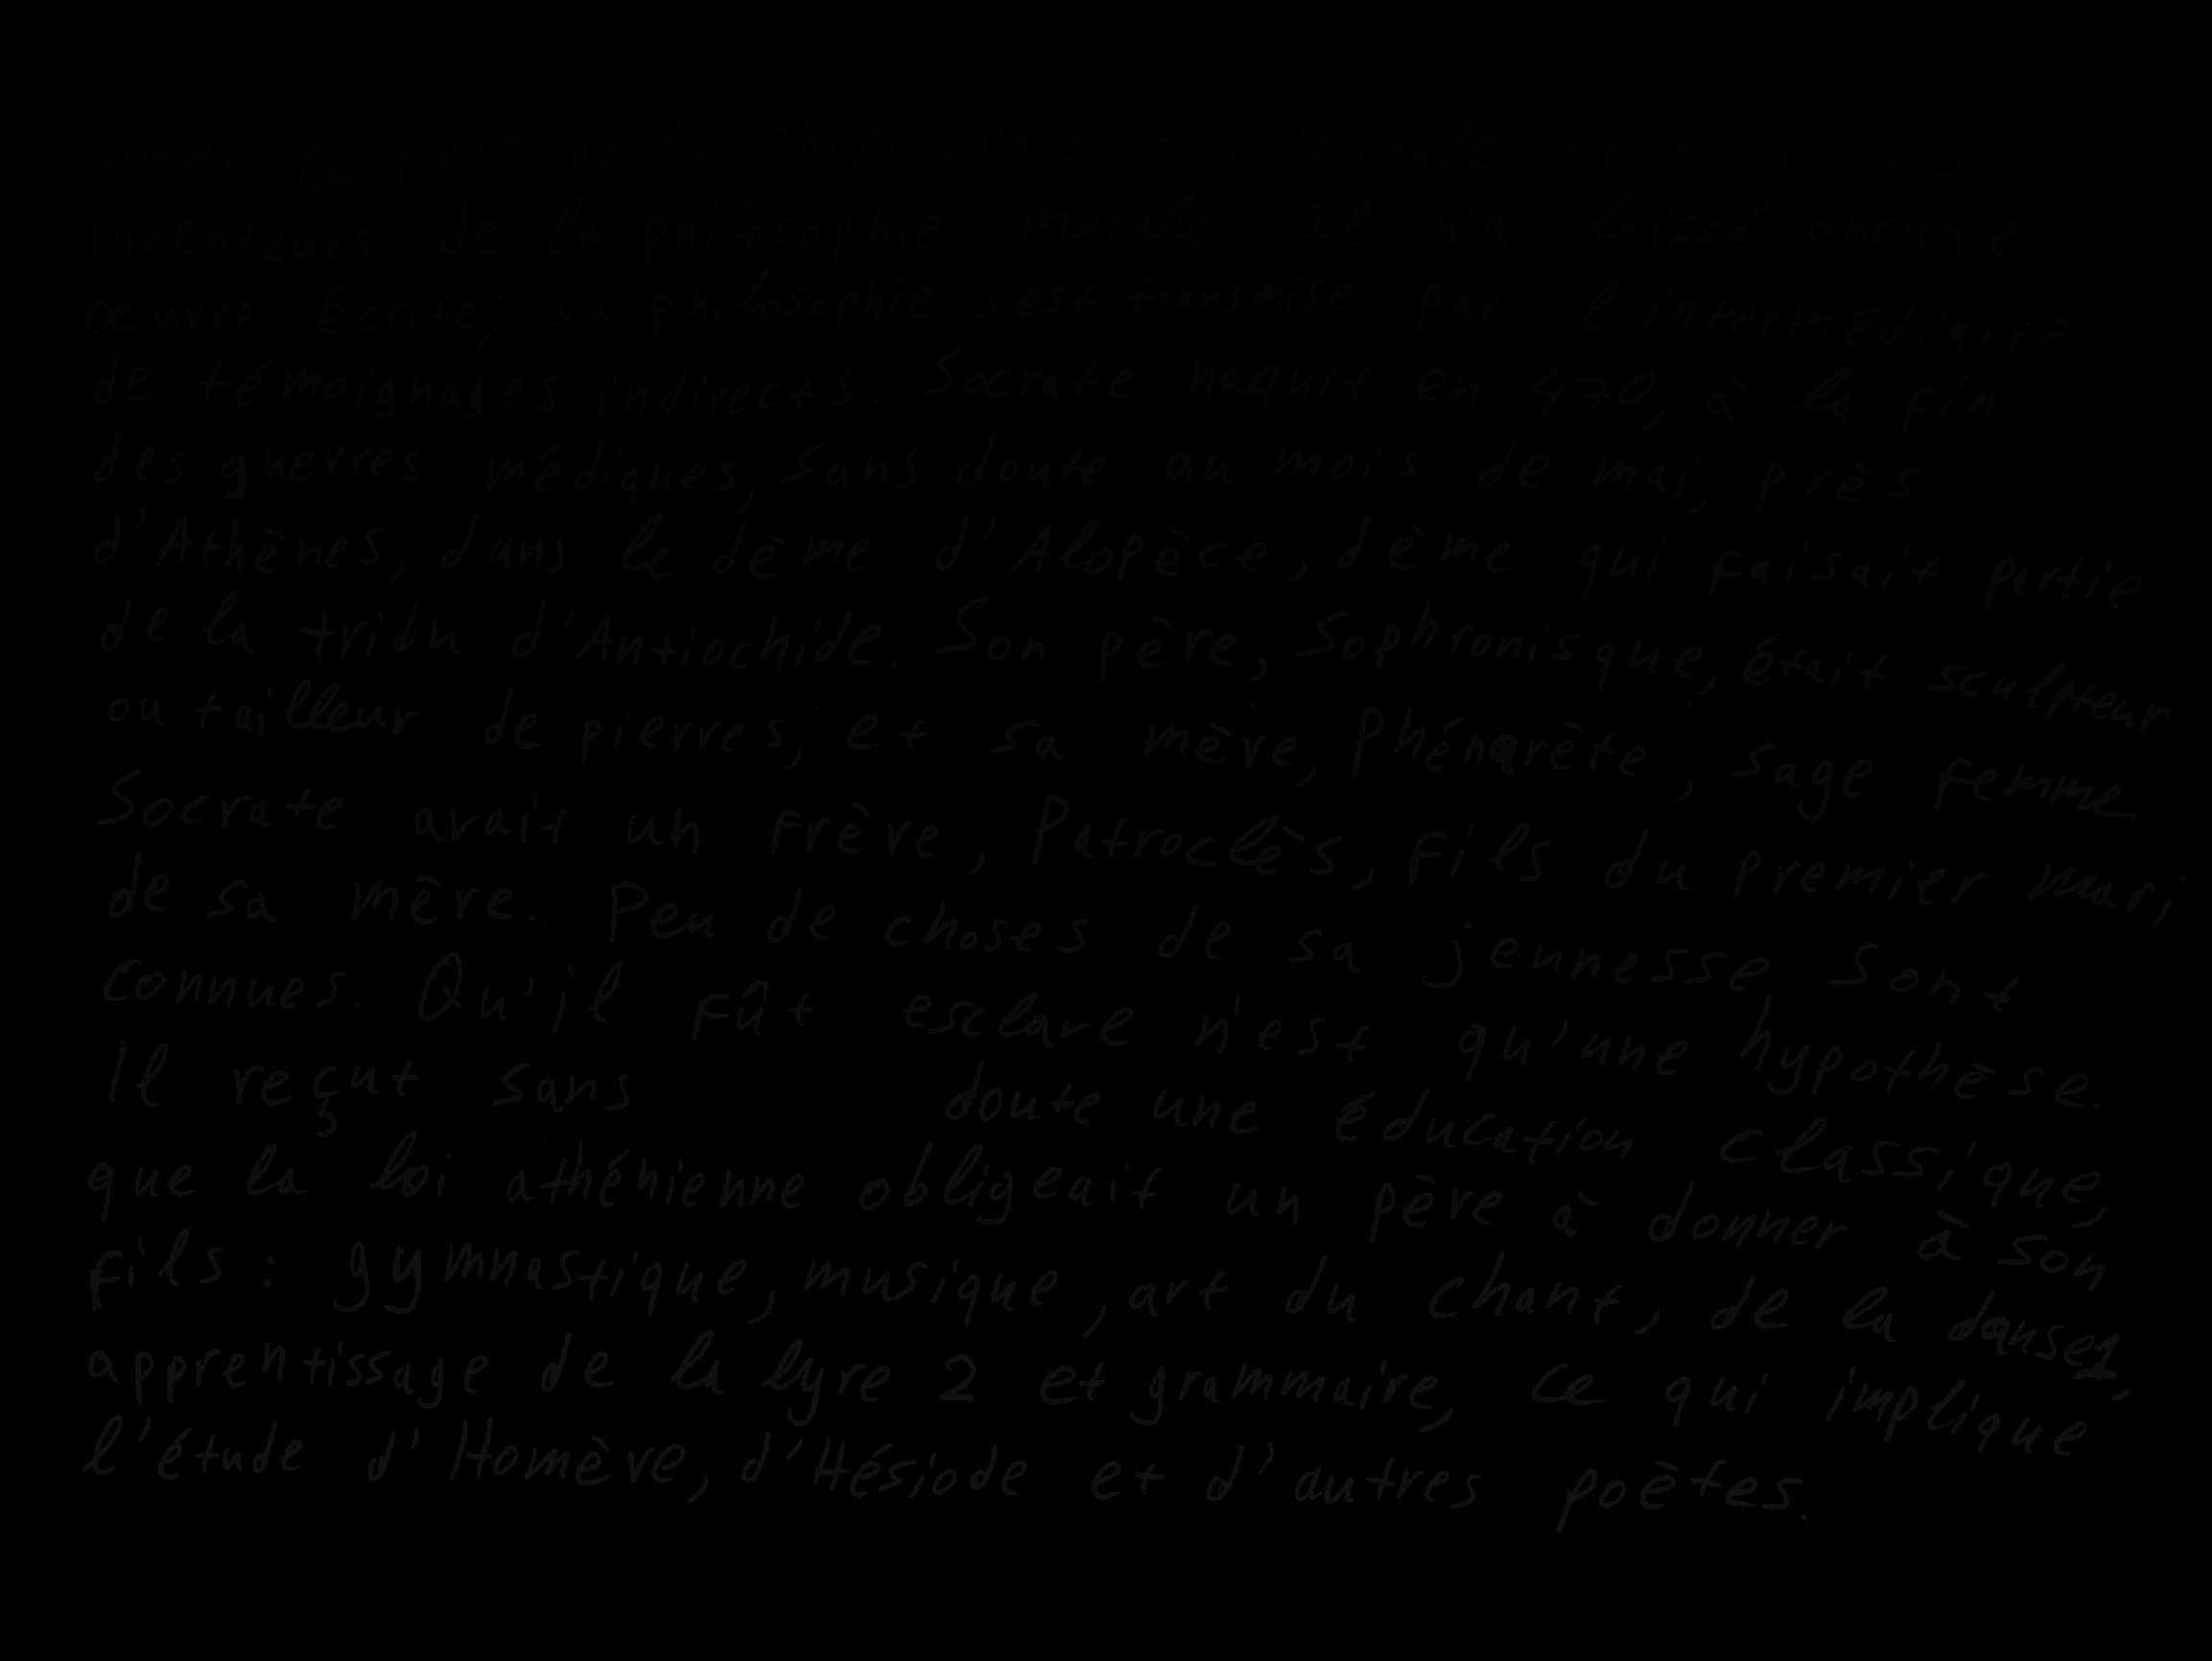 comme le père de la philosophie occidentale et l'un des
inventeurs de la philosophie morale. Il n'a laissé aucune
œuvre écrite; sa philosophie s'est transmise par l'intermédiaire
de témoignages indirects. Socrate naquit en 470, à la fin
des guerres médiques, sans doute au mois de mai, près
d'Athènes, dans le dème d'Alopèce, dème qui faisait partie
de la tribu d'Antiochide. Son père, Sophronisque, était sculpteur
ou tailleur de pierres; et sa mère, Phénarète, sage femme.
Socrate avait un frère, Patroclès, fils du premier mari
de sa mère. Peu de choses de sa jeunesse sont
connues. Qu'il fût esclave n'est qu'une hypothèse.
Il reçut sans doute une éducation classique,
que la loi athénienne obligeait un père à donner à son
fils: gymnastique, musique, art du chant, de la danse1,
apprentissage de la lyre 2 et grammaire, ce qui implique
l'étude d'Homère, d'Hésiode et d'autres poètes.